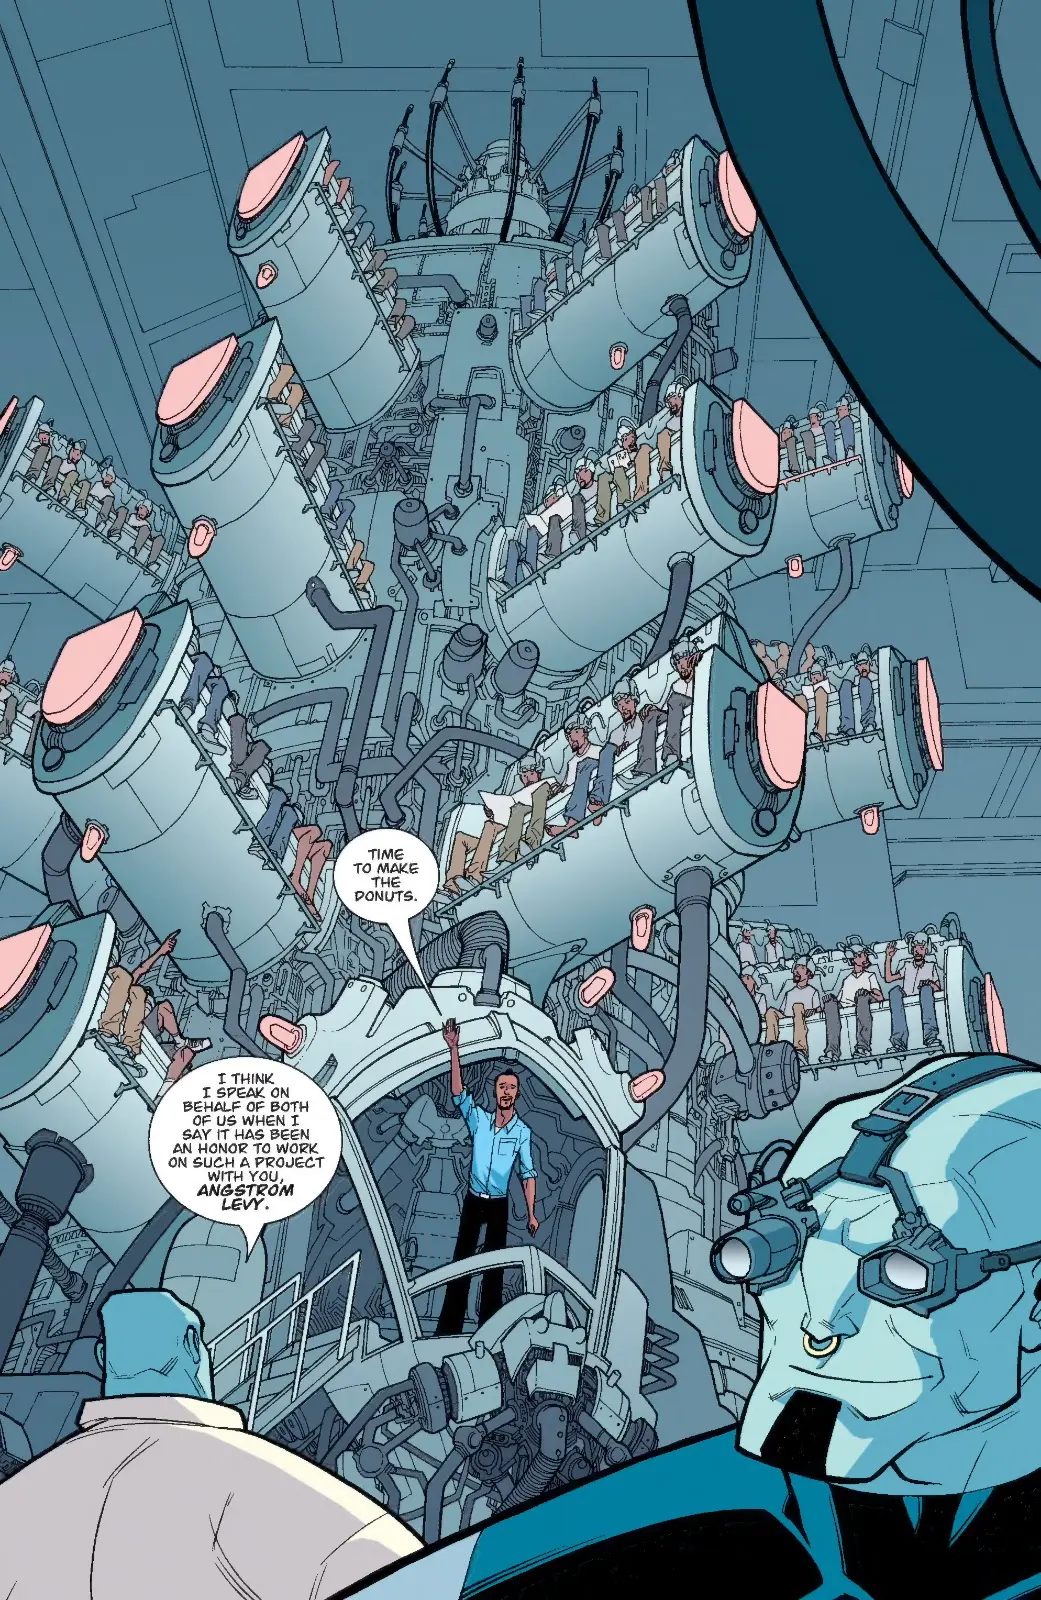 TIME
TO MAKE
THE
DONUTS.
I THINK
I SPEAK ON
BEHALF OF BOTH
OF US WHEN I
SAY IT HAS BEEN
AN HONOR TO WORK
ON SUCH A PROJECT
WITH YOU,
ANGSTROM
LEVY.